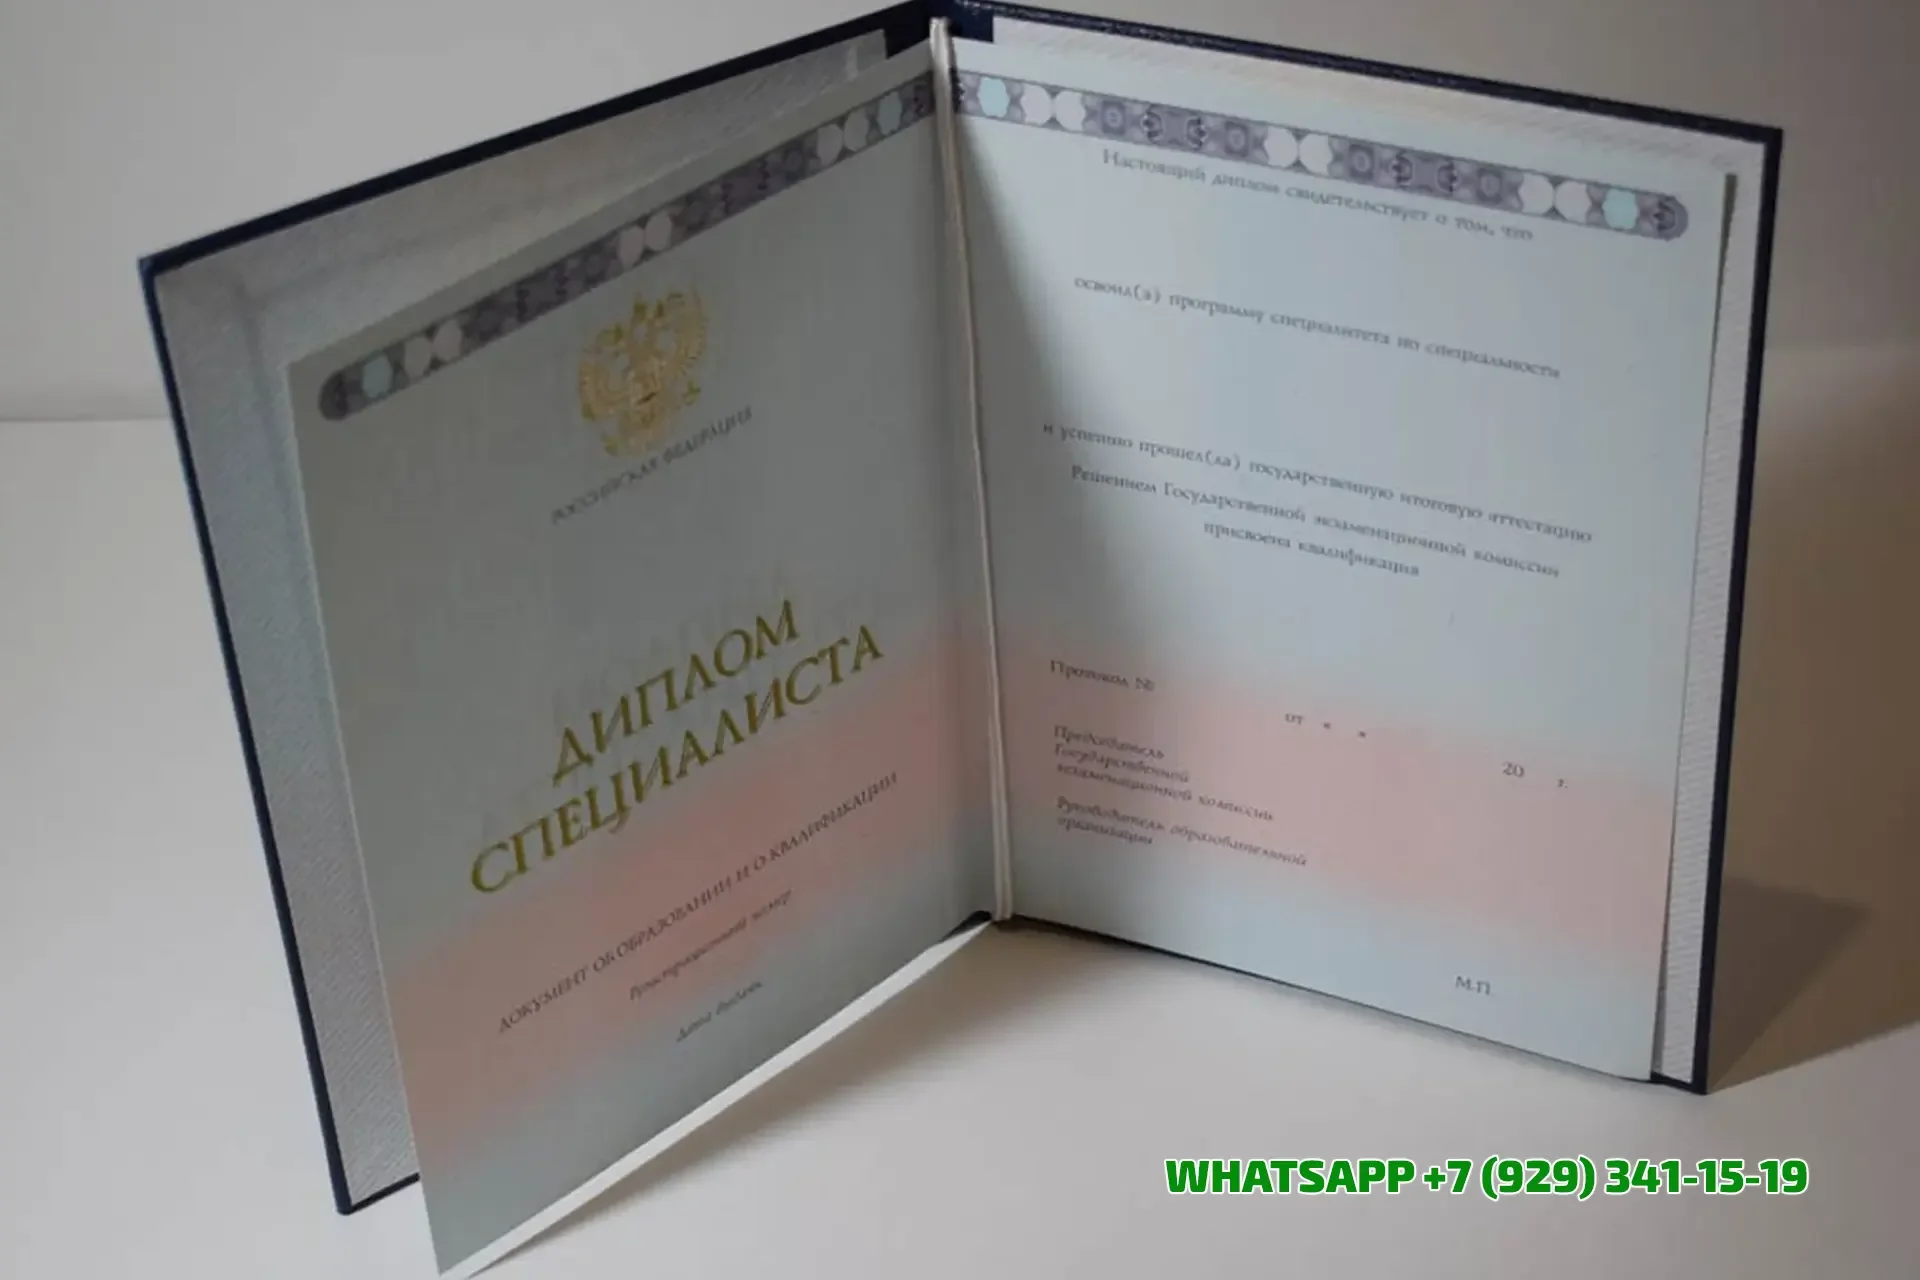 РОССИЙСКАЯ ФЕДЕРАЦИЯ
ДИПЛОМ
СПЕЦИАЛИСТА
ДОКУМЕНТ ОБ ОБРАЗОВАНИИ И О КВАЛИФИКАЦИИ
Регистрационный номер
Дата выдачи
Настоящий диплом свидетельствует о том, что
освоил(а) программу специалитета по специальности
и успешно прошел(ла) государственную итоговую аттестацию
Решением Государственной экзаменационной комиссии
присвоена квалификация
Протокол №
от « »
20 г.
Председатель
Государственной
экзаменационной комиссии
Руководитель образовательной
организации
М.П.
WHATSAPP +7 (929) 341-15-19